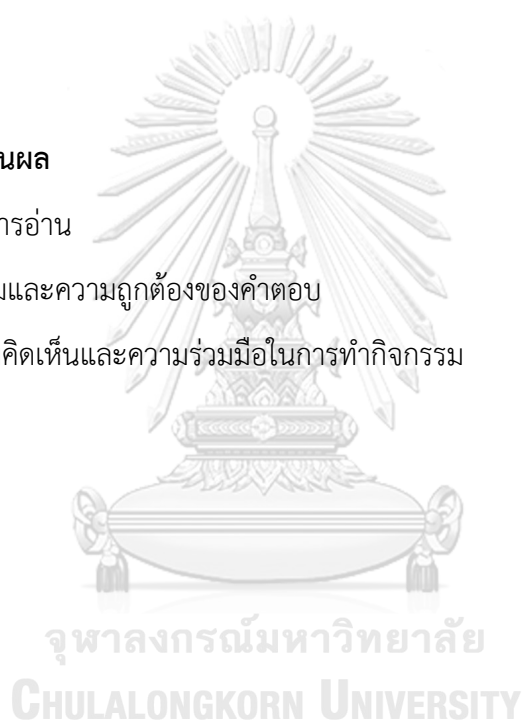 นผล
ารอ่าน
มและความถูกต้องของคำตอบ
คิดเห็นและความร่วมมือในการทำกิจกรรม
จุฬาลงกรณ์มหาวิทยาลัย
CHULALONGKORN UNIVERSITY